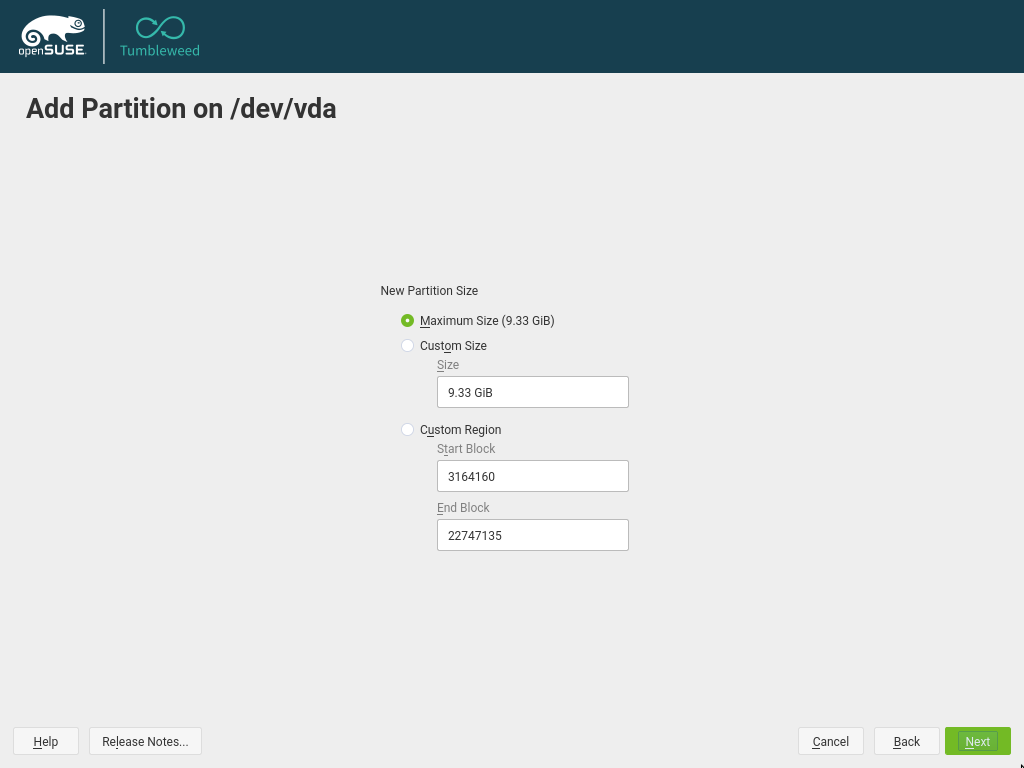 openSUSE
Tumbleweed
Add Partition on /dev/vda
New Partition Size
Maximum Size (9.33 GiB)
Custom Size
Size
9.33 GiB
Custom Region
Start Block
3164160
End Block
22747135
Help
Release Notes...
Cancel
Back
Next